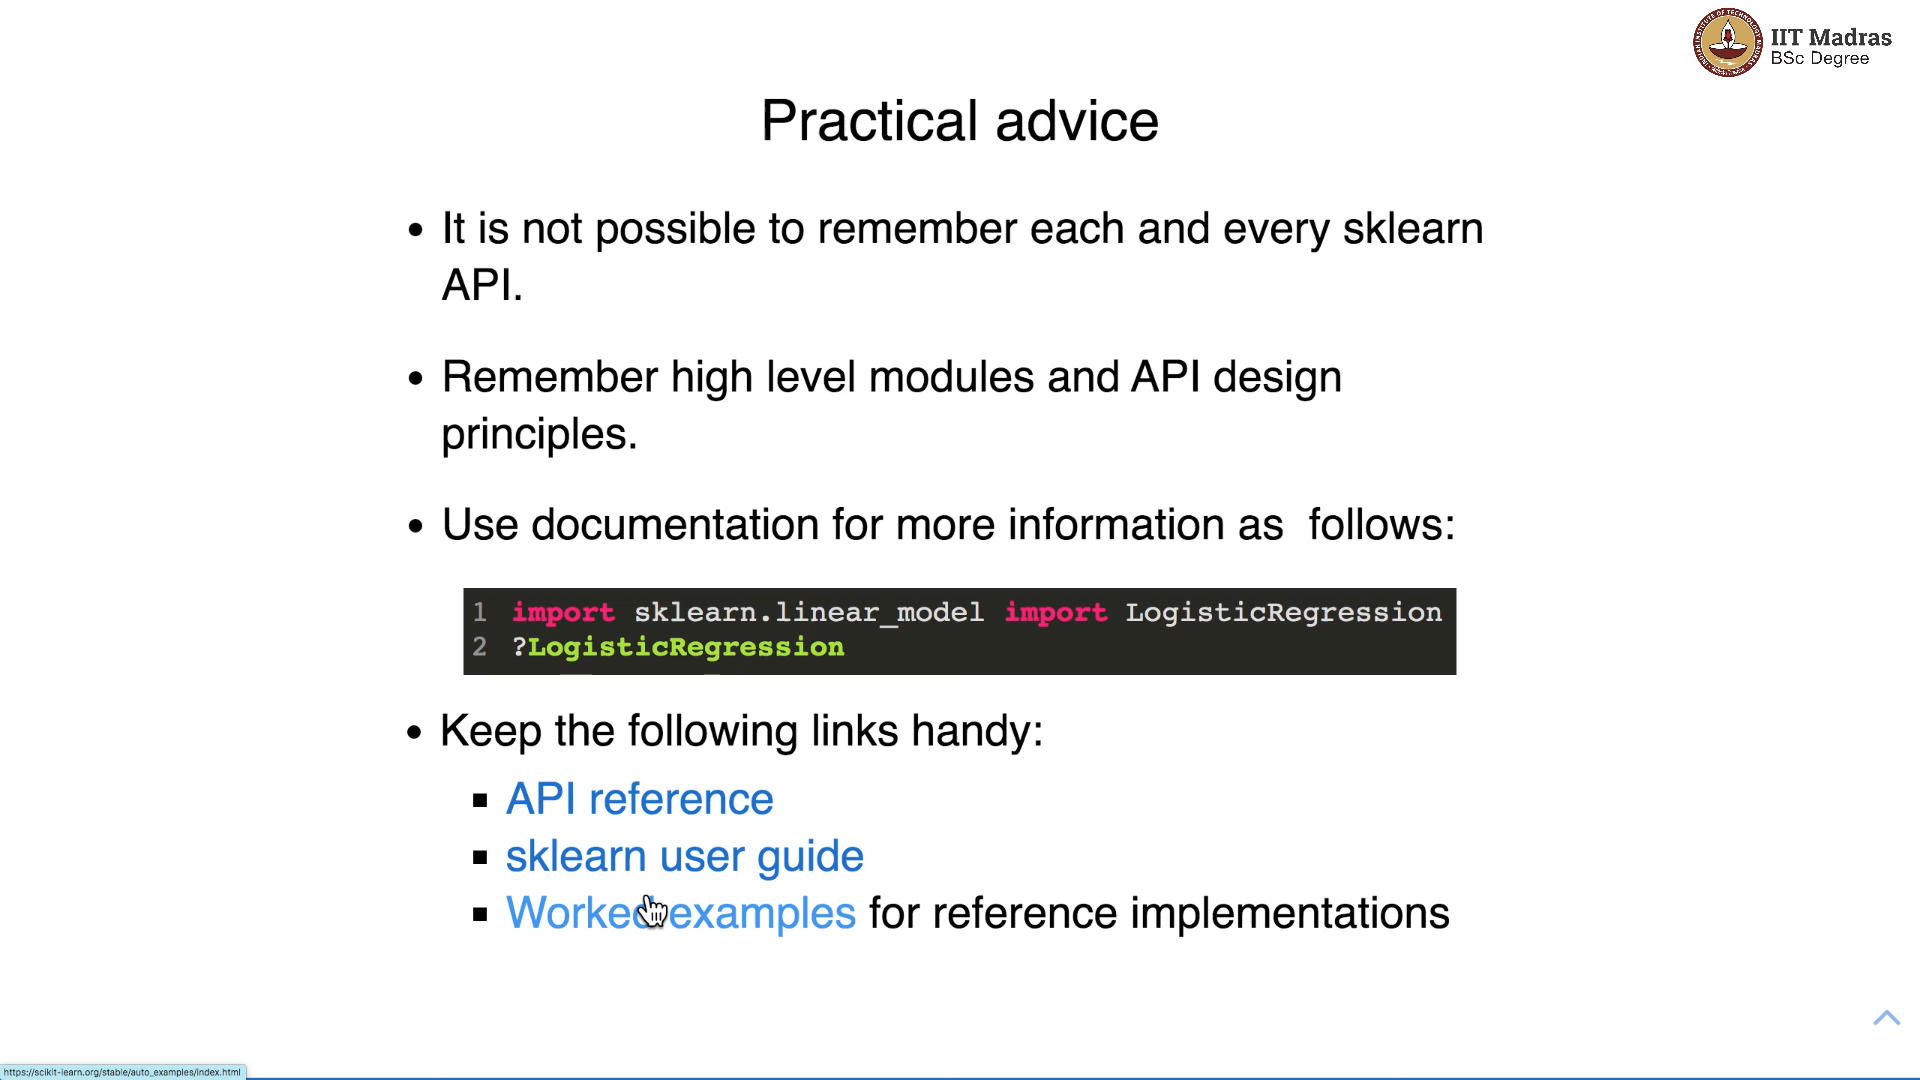 IIT Madras
BSc Degree
Practical advice
• It is not possible to remember each and every sklearn
API.
• Remember high level modules and API design
principles.
• Use documentation for more information as  follows:
1 import sklearn.linear_model import LogisticRegression
2 ?LogisticRegression
• Keep the following links handy:
▪ API reference
▪ sklearn user guide
▪ Worked examples for reference implementations
https://scikit-learn.org/stable/auto_examples/index.html